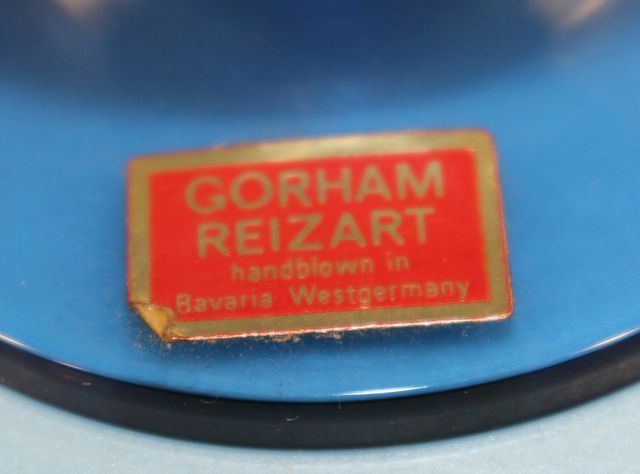 GORHAM
REIZART
handblown in
Bavaria Westgermany